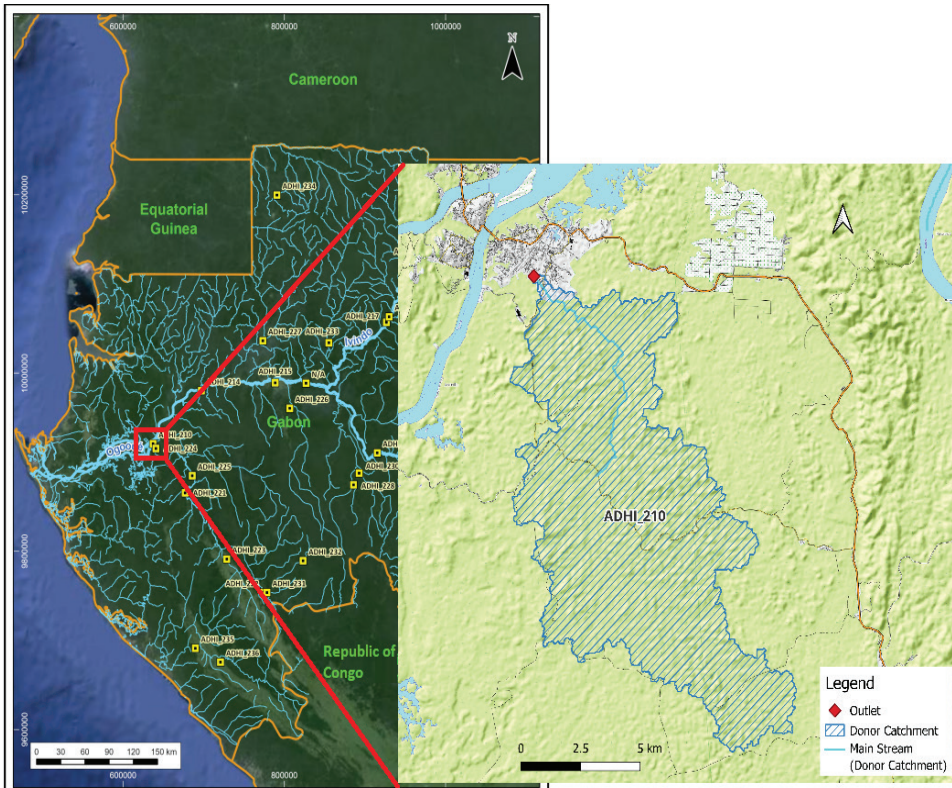 600000
800000
1000000
N
Cameroon
10200000
ADHI_234
Equatorial
Guinea
ADHI_217
ADHI_227
ADHI_233
Ivindo
10000000
ADHI_214
ADHI_215
N/A
ADHI_226
Gabon
ADHI_210
ADHI_224
ADHI_225
ADHI_230
ADHI_228
ADHI_221
ADHI_210
9800000
ADHI_223
ADHI_232
ADHI_231
ADHI_235
ADHI_236
Republic of
Congo
9600000
0 30 60 90 120 150 km
600000
800000
0 2.5 5 km
Legend
Outlet
Donor Catchment
Main Stream
(Donor Catchment)